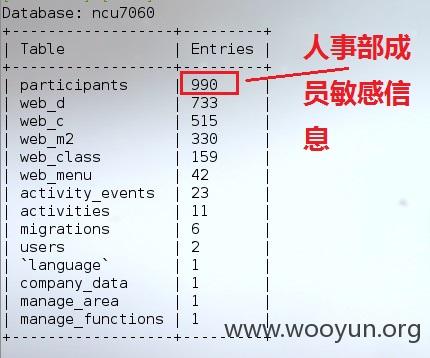 Database: ncu7060
| Table | Entries |
| participants | 990 |
| web_d | 733 |
| web_c | 515 |
| web_m2 | 330 |
| web_class | 159 |
| web_menu | 42 |
| activity_events | 23 |
| activities | 11 |
| migrations | 6 |
| users | 2 |
| `language` | 1 |
| company_data | 1 |
| manage_area | 1 |
| manage_functions | 1 |
人事部成
员敏感信
息
www.wooyun.org